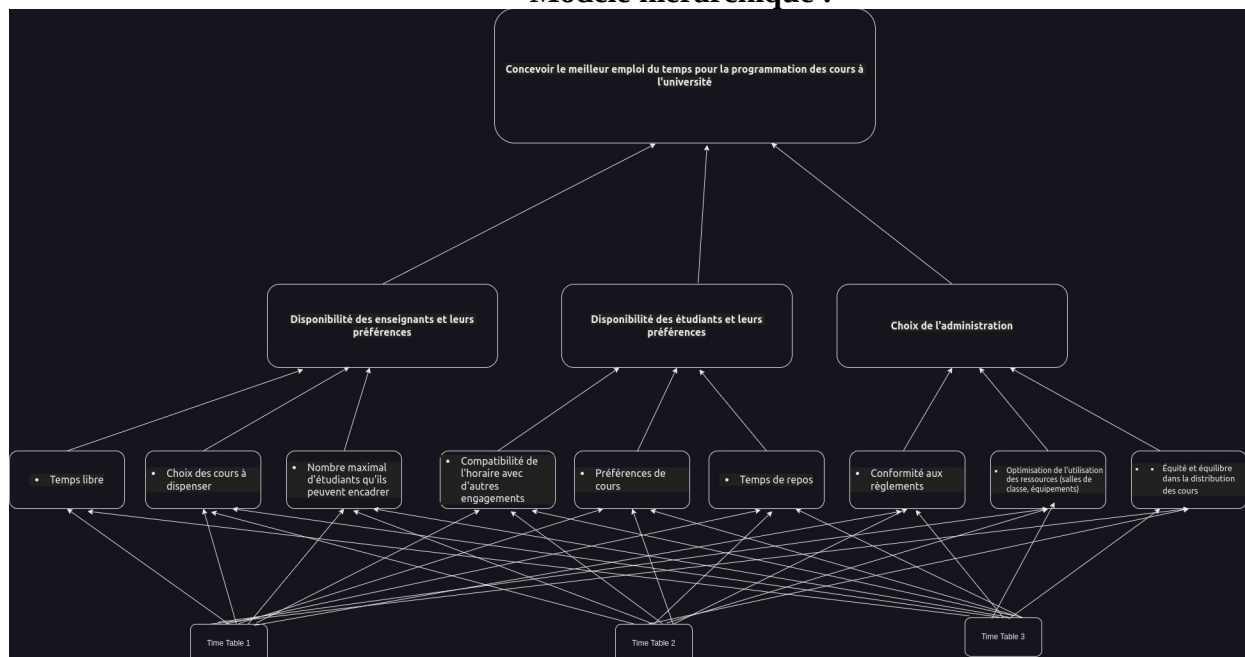 Modèle hiérarchique :
Concevoir le meilleur emploi du temps pour la programmation des cours à
l'université
Disponibilité des enseignants et leurs
préférences
Disponibilité des étudiants et leurs
préférences
Choix de l'administration
• Temps libre
• Choix des cours à
dispenser
• Nombre maximal
d'étudiants qu'ils
peuvent encadrer
• Compatibilité de
l'horaire avec
d'autres
engagements
• Préférences de
cours
• Temps de repos
• Conformité aux
règlements
• Optimisation de l'utilisation
des ressources (salles de
classe, équipements)
• • Équité et équilibre
dans la distribution
des cours
Time Table 1
Time Table 2
Time Table 3